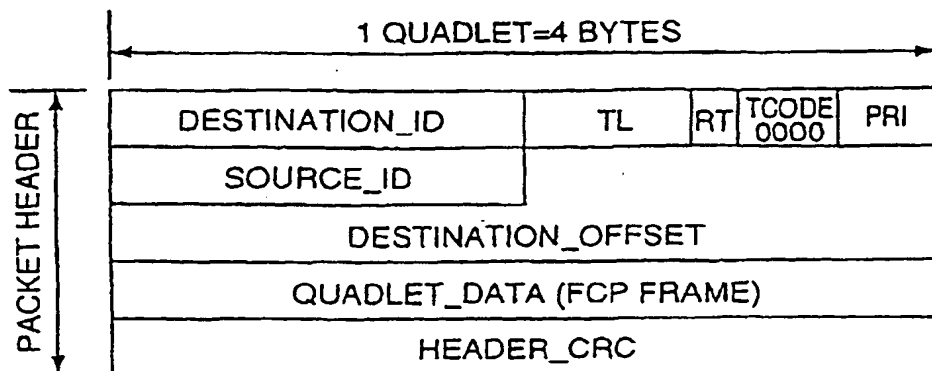 1 QUADLET=4 BYTES
PACKET HEADER
DESTINATION_ID TL RT TCODE 0000 PRI
SOURCE_ID
DESTINATION_OFFSET
QUADLET_DATA (FCP FRAME)
HEADER_CRC